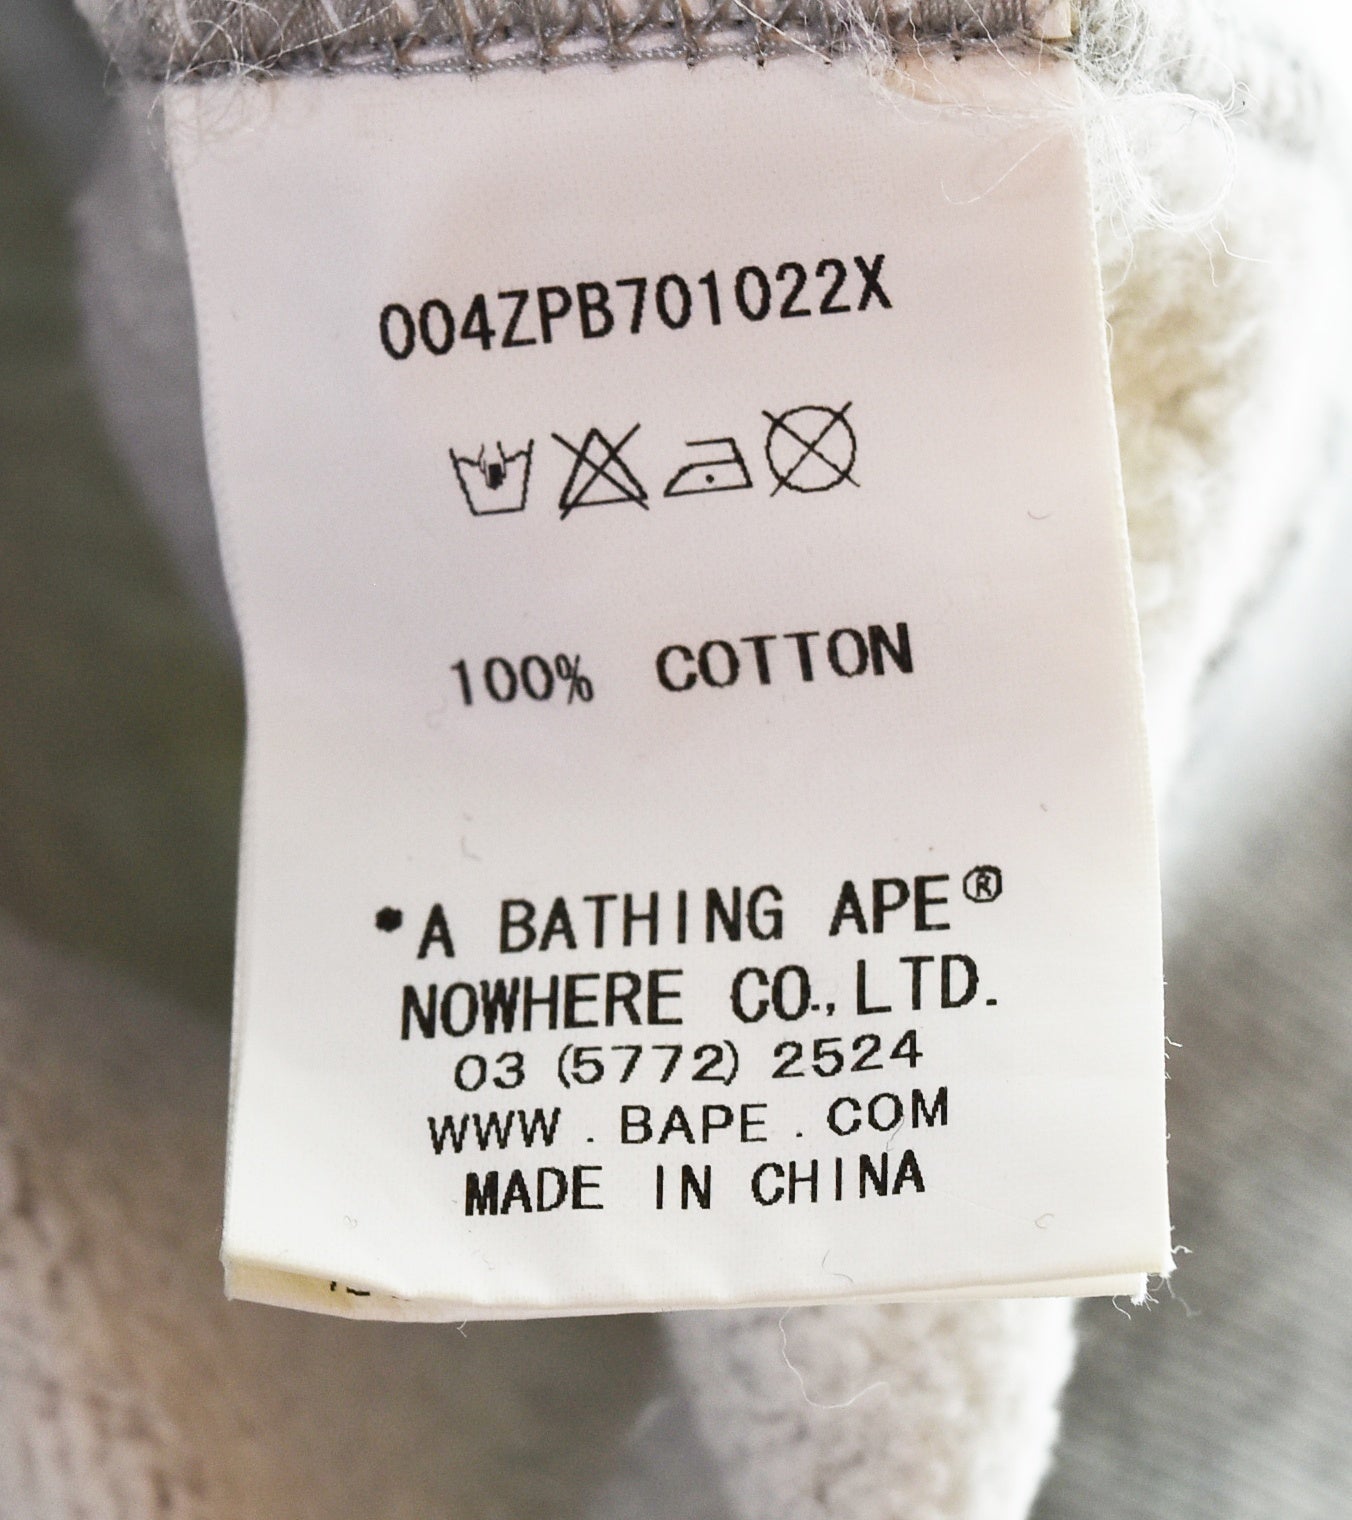 004ZPB701022X
100% COTTON
*A BATHING APE®
NOWHERE CO., LTD.
03 (5772) 2524
WWW . BAPE . COM
MADE IN CHINA